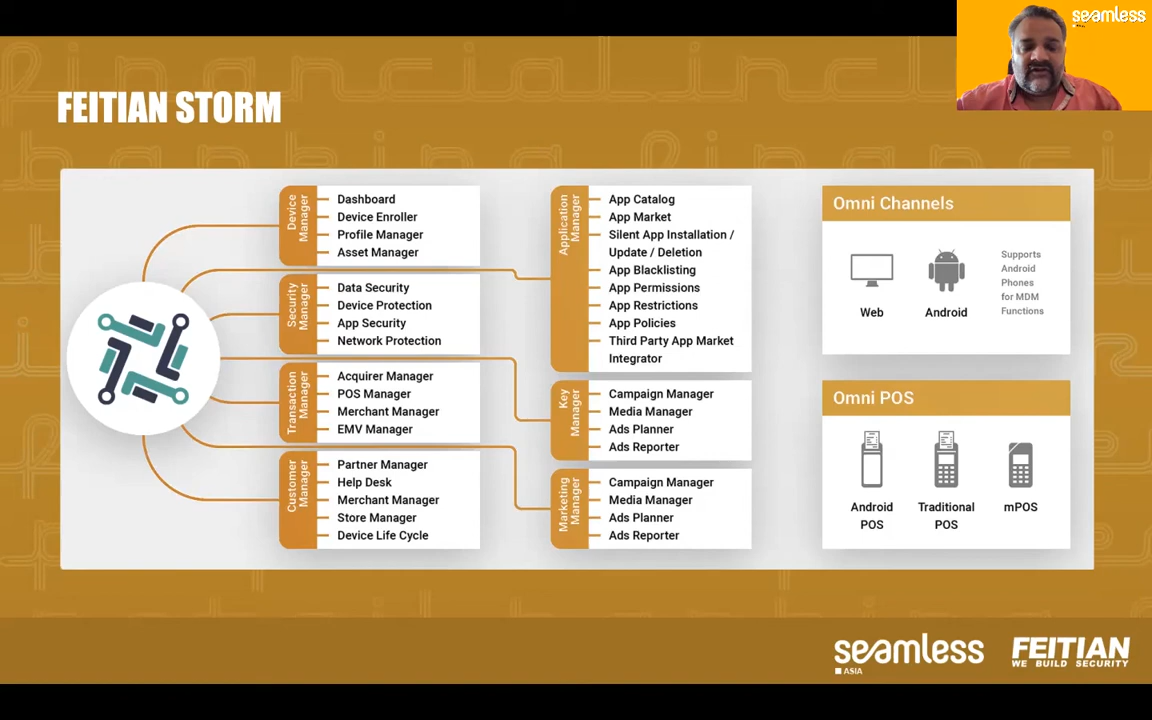 seamless
FEITIAN STORM
Device
Manager
Dashboard
Device Enroller
Profile Manager
Asset Manager
Security
Manager
Data Security
Device Protection
App Security
Network Protection
Transaction
Manager
Acquirer Manager
POS Manager
Merchant Manager
EMV Manager
Customer
Manager
Partner Manager
Help Desk
Merchant Manager
Store Manager
Device Life Cycle
Application
Manager
App Catalog
App Market
Silent App Installation /
Update / Deletion
App Blacklisting
App Permissions
App Restrictions
App Policies
Third Party App Market
Integrator
Key
Manager
Campaign Manager
Media Manager
Ads Planner
Ads Reporter
Marketing
Manager
Campaign Manager
Media Manager
Ads Planner
Ads Reporter
Omni Channels
Web
Android
Supports
Android
Phones
for MDM
Functions
Omni POS
Android
POS
Traditional
POS
mPOS
seamless
ASIA
FEITIAN
WE BUILD SECURITY